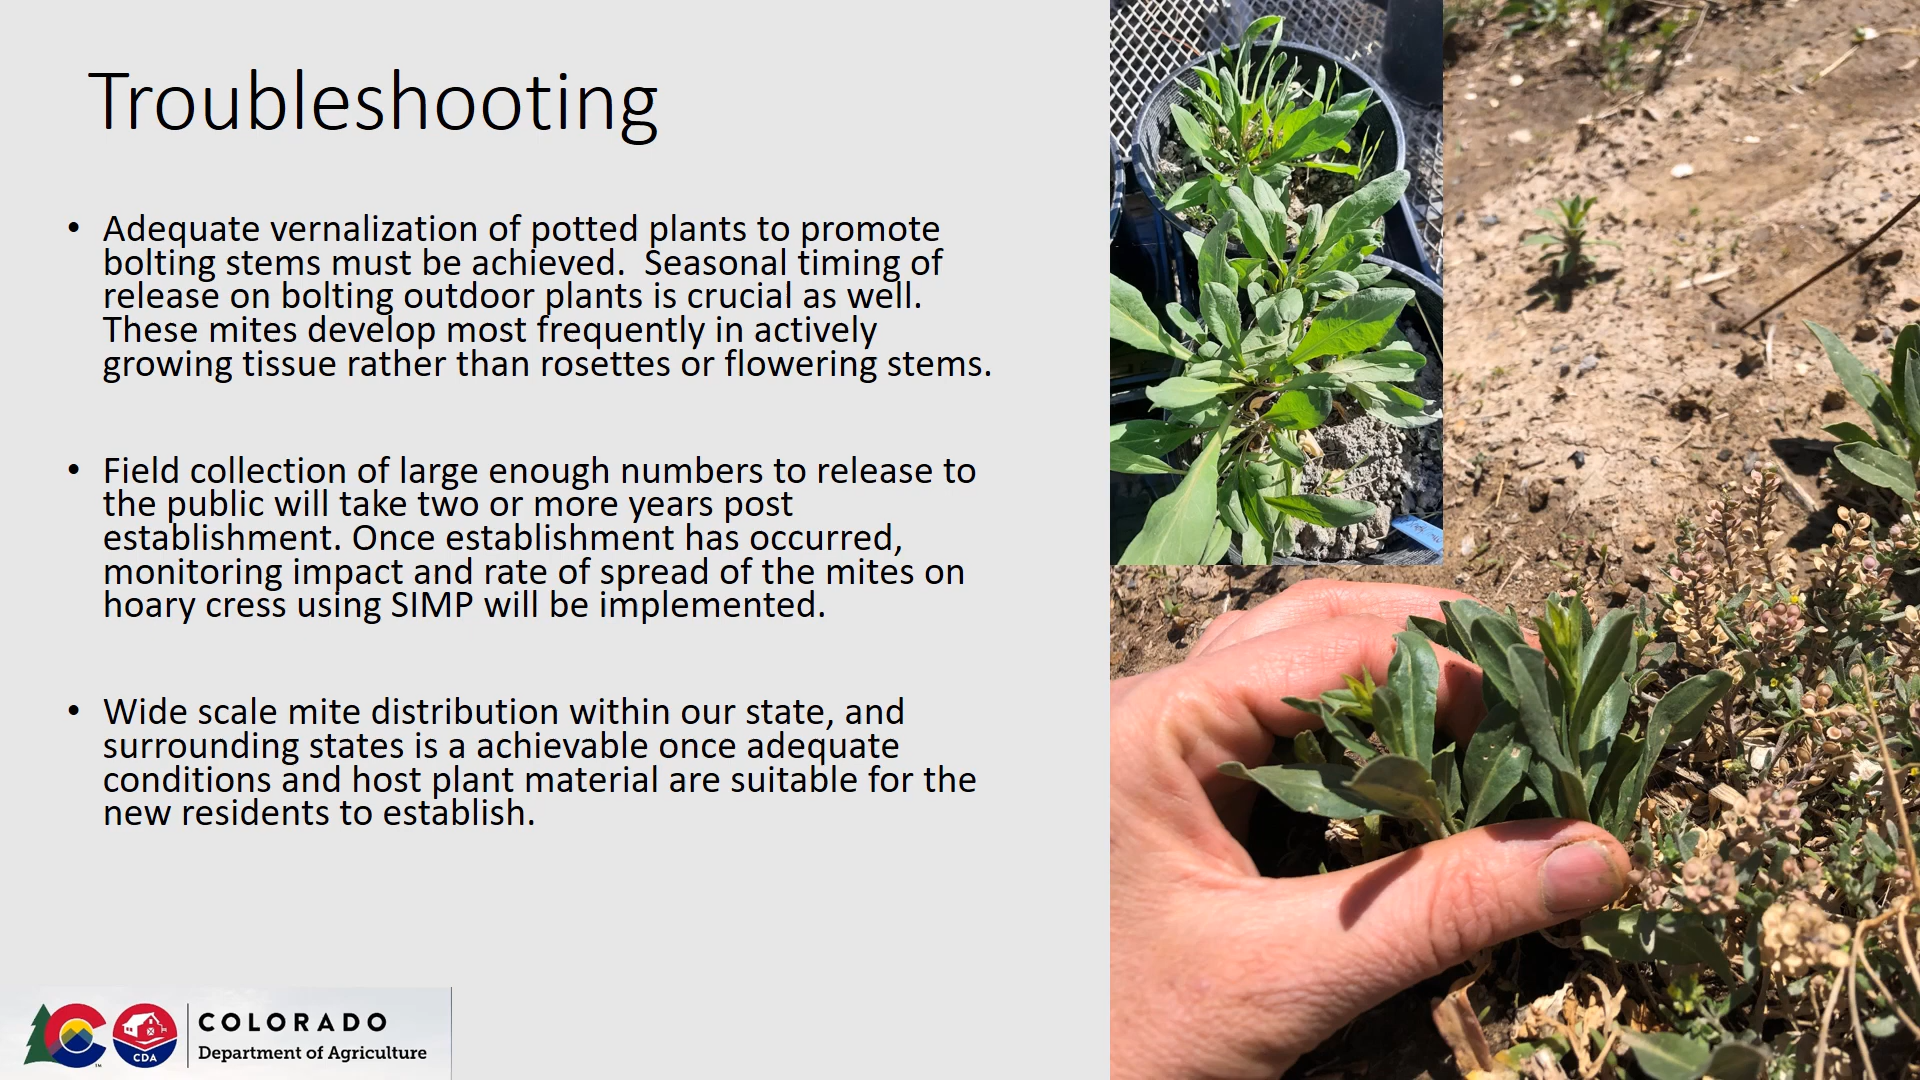 Troubleshooting
• Adequate vernalization of potted plants to promote
bolting stems must be achieved.  Seasonal timing of
release on bolting outdoor plants is crucial as well.
These mites develop most frequently in actively
growing tissue rather than rosettes or flowering stems.
• Field collection of large enough numbers to release to
the public will take two or more years post
establishment. Once establishment has occurred,
monitoring impact and rate of spread of the mites on
hoary cress using SIMP will be implemented.
• Wide scale mite distribution within our state, and
surrounding states is a achievable once adequate
conditions and host plant material are suitable for the
new residents to establish.
CDA
COLORADO
Department of Agriculture